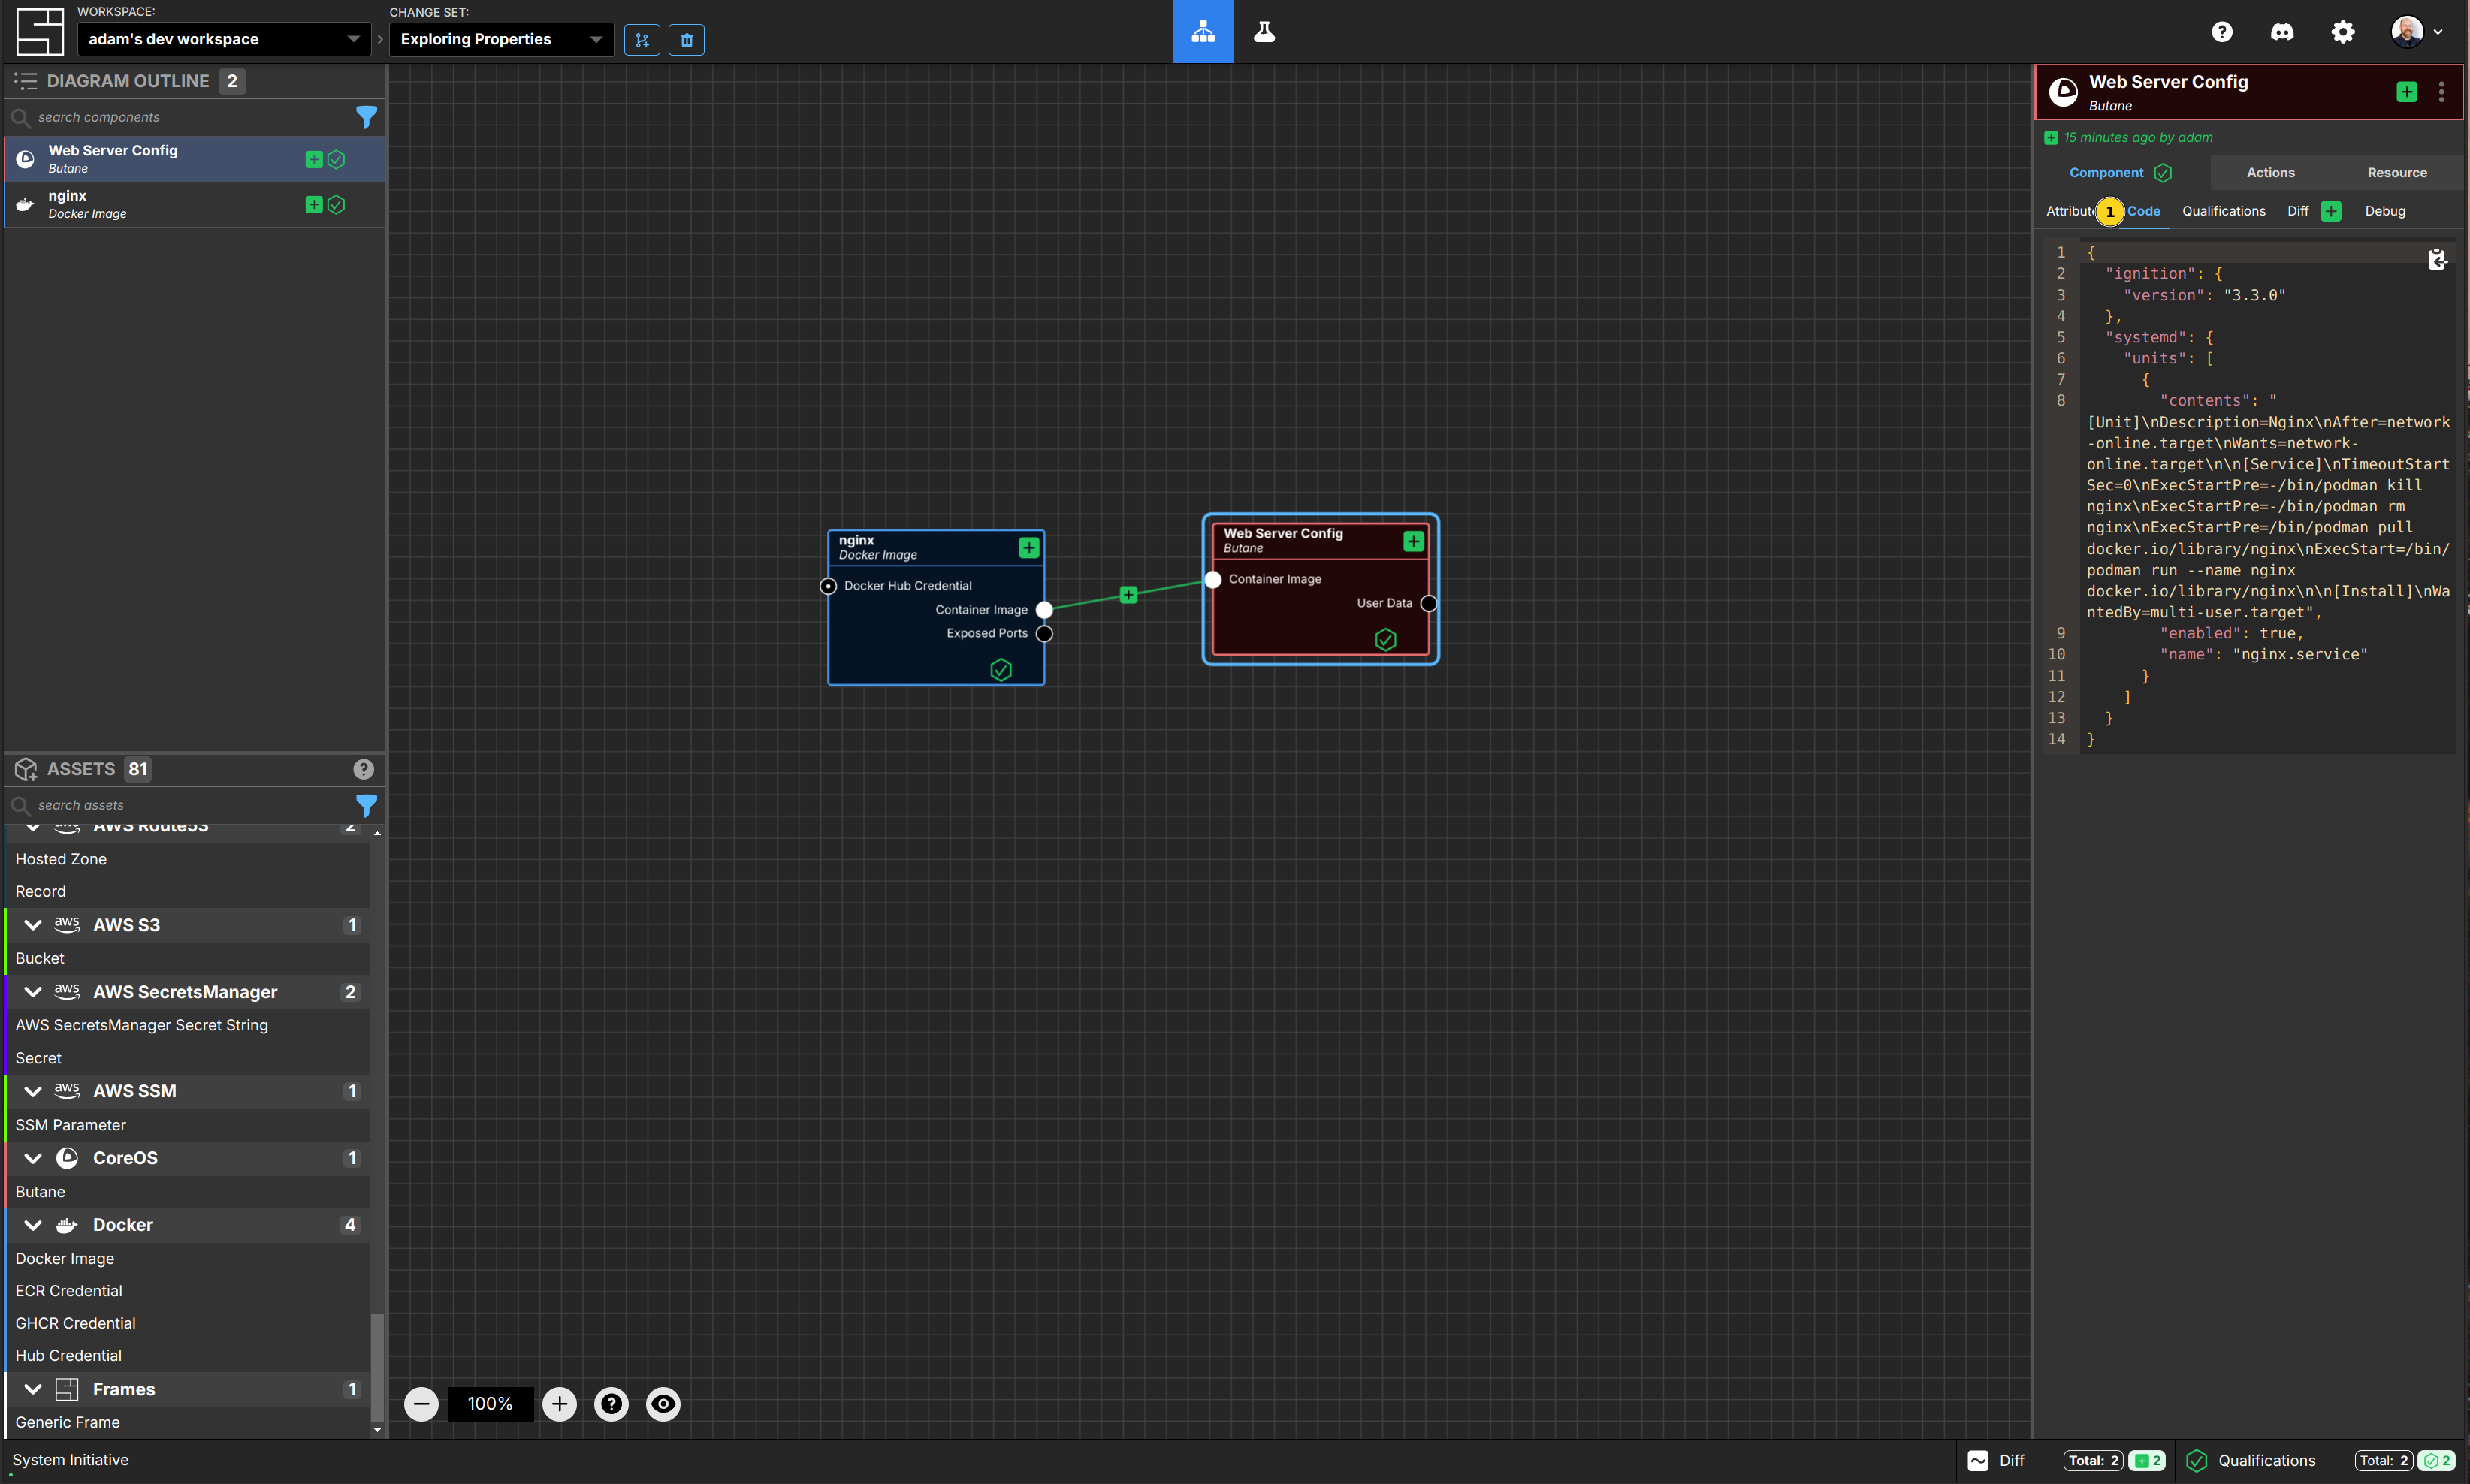 WORKSPACE:
adam's dev workspace
CHANGE SET:
Exploring Properties
DIAGRAM OUTLINE 2
search components
Web Server Config
Butane
nginx
Docker Image
ASSETS 81
search assets
AWS Route53 2
Hosted Zone
Record
aws AWS S3 1
Bucket
aws AWS SecretsManager 2
AWS SecretsManager Secret String
Secret
aws AWS SSM 1
SSM Parameter
CoreOS 1
Butane
Docker 4
Docker Image
ECR Credential
GHCR Credential
Hub Credential
Frames 1
Generic Frame
nginx
Docker Image
Docker Hub Credential
Container Image
Exposed Ports
Web Server Config
Butane
Container Image
User Data
100%
Web Server Config
Butane
15 minutes ago by adam
Component Actions Resource
Attribut 1 Code Qualifications Diff Debug
1 {
2 "ignition": {
3 "version": "3.3.0"
4 },
5 "systemd": {
6 "units": [
7 {
8 "contents": "
[Unit]\nDescription=Nginx\nAfter=network
-online.target\nWants=network-
online.target\n\n[Service]\nTimeoutStart
Sec=0\nExecStartPre=-/bin/podman kill
nginx\nExecStartPre=-/bin/podman rm
nginx\nExecStartPre=/bin/podman pull
docker.io/library/nginx\nExecStart=/bin/
podman run --name nginx
docker.io/library/nginx\n\n[Install]\nWa
ntedBy=multi-user.target",
9 "enabled": true,
10 "name": "nginx.service"
11 }
12 ]
13 }
14 }
System Initiative
Diff Total: 2 2 Qualifications Total: 2 2